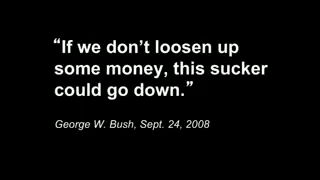 “If we don’t loosen up
some money, this sucker
could go down.”
George W. Bush, Sept. 24, 2008